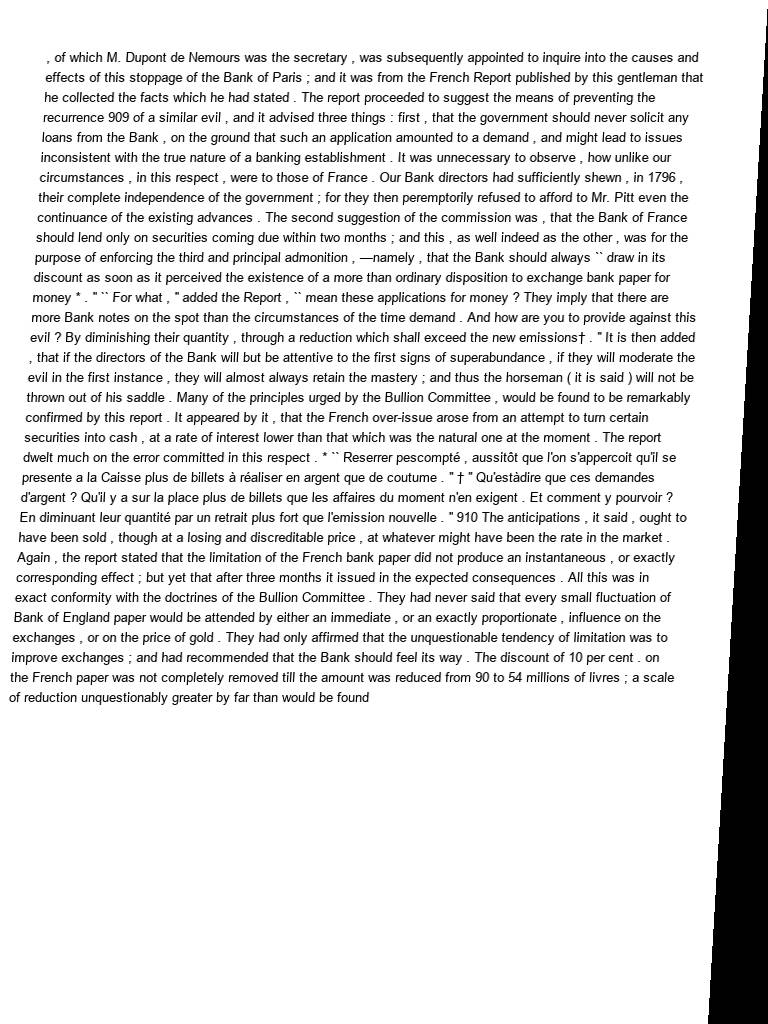 , of which M. Dupont de Nemours was the secretary , was subsequently appointed to inquire into the causes and
effects of this stoppage of the Bank of Paris ; and it was from the French Report published by this gentleman that
he collected the facts which he had stated . The report proceeded to suggest the means of preventing the
recurrence 909 of a similar evil , and it advised three things : first , that the government should never solicit any
loans from the Bank , on the ground that such an application amounted to a demand , and might lead to issues
inconsistent with the true nature of a banking establishment . It was unnecessary to observe , how unlike our
circumstances , in this respect , were to those of France . Our Bank directors had sufficiently shewn , in 1796 ,
their complete independence of the government ; for they then peremptorily refused to afford to Mr. Pitt even the
continuance of the existing advances . The second suggestion of the commission was , that the Bank of France
should lend only on securities coming due within two months ; and this , as well indeed as the other , was for the
purpose of enforcing the third and principal admonition , —namely , that the Bank should always `` draw in its
discount as soon as it perceived the existence of a more than ordinary disposition to exchange bank paper for
money * . " `` For what , " added the Report , `` mean these applications for money ? They imply that there are
more Bank notes on the spot than the circumstances of the time demand . And how are you to provide against this
evil ? By diminishing their quantity , through a reduction which shall exceed the new emissions† . " It is then added
, that if the directors of the Bank will but be attentive to the first signs of superabundance , if they will moderate the
evil in the first instance , they will almost always retain the mastery ; and thus the horseman ( it is said ) will not be
thrown out of his saddle . Many of the principles urged by the Bullion Committee , would be found to be remarkably
confirmed by this report . It appeared by it , that the French over-issue arose from an attempt to turn certain
securities into cash , at a rate of interest lower than that which was the natural one at the moment . The report
dwelt much on the error committed in this respect . * `` Reserrer pescompté , aussitôt que l'on s'appercoit qu'il se
presente a la Caisse plus de billets à réaliser en argent que de coutume . " † " Qu'estàdire que ces demandes
d'argent ? Qu'il y a sur la place plus de billets que les affaires du moment n'en exigent . Et comment y pourvoir ?
En diminuant leur quantité par un retrait plus fort que l'emission nouvelle . " 910 The anticipations , it said , ought to
have been sold , though at a losing and discreditable price , at whatever might have been the rate in the market .
Again , the report stated that the limitation of the French bank paper did not produce an instantaneous , or exactly
corresponding effect ; but yet that after three months it issued in the expected consequences . All this was in
exact conformity with the doctrines of the Bullion Committee . They had never said that every small fluctuation of
Bank of England paper would be attended by either an immediate , or an exactly proportionate , influence on the
exchanges , or on the price of gold . They had only affirmed that the unquestionable tendency of limitation was to
improve exchanges ; and had recommended that the Bank should feel its way . The discount of 10 per cent . on
the French paper was not completely removed till the amount was reduced from 90 to 54 millions of livres ; a scale
of reduction unquestionably greater by far than would be found